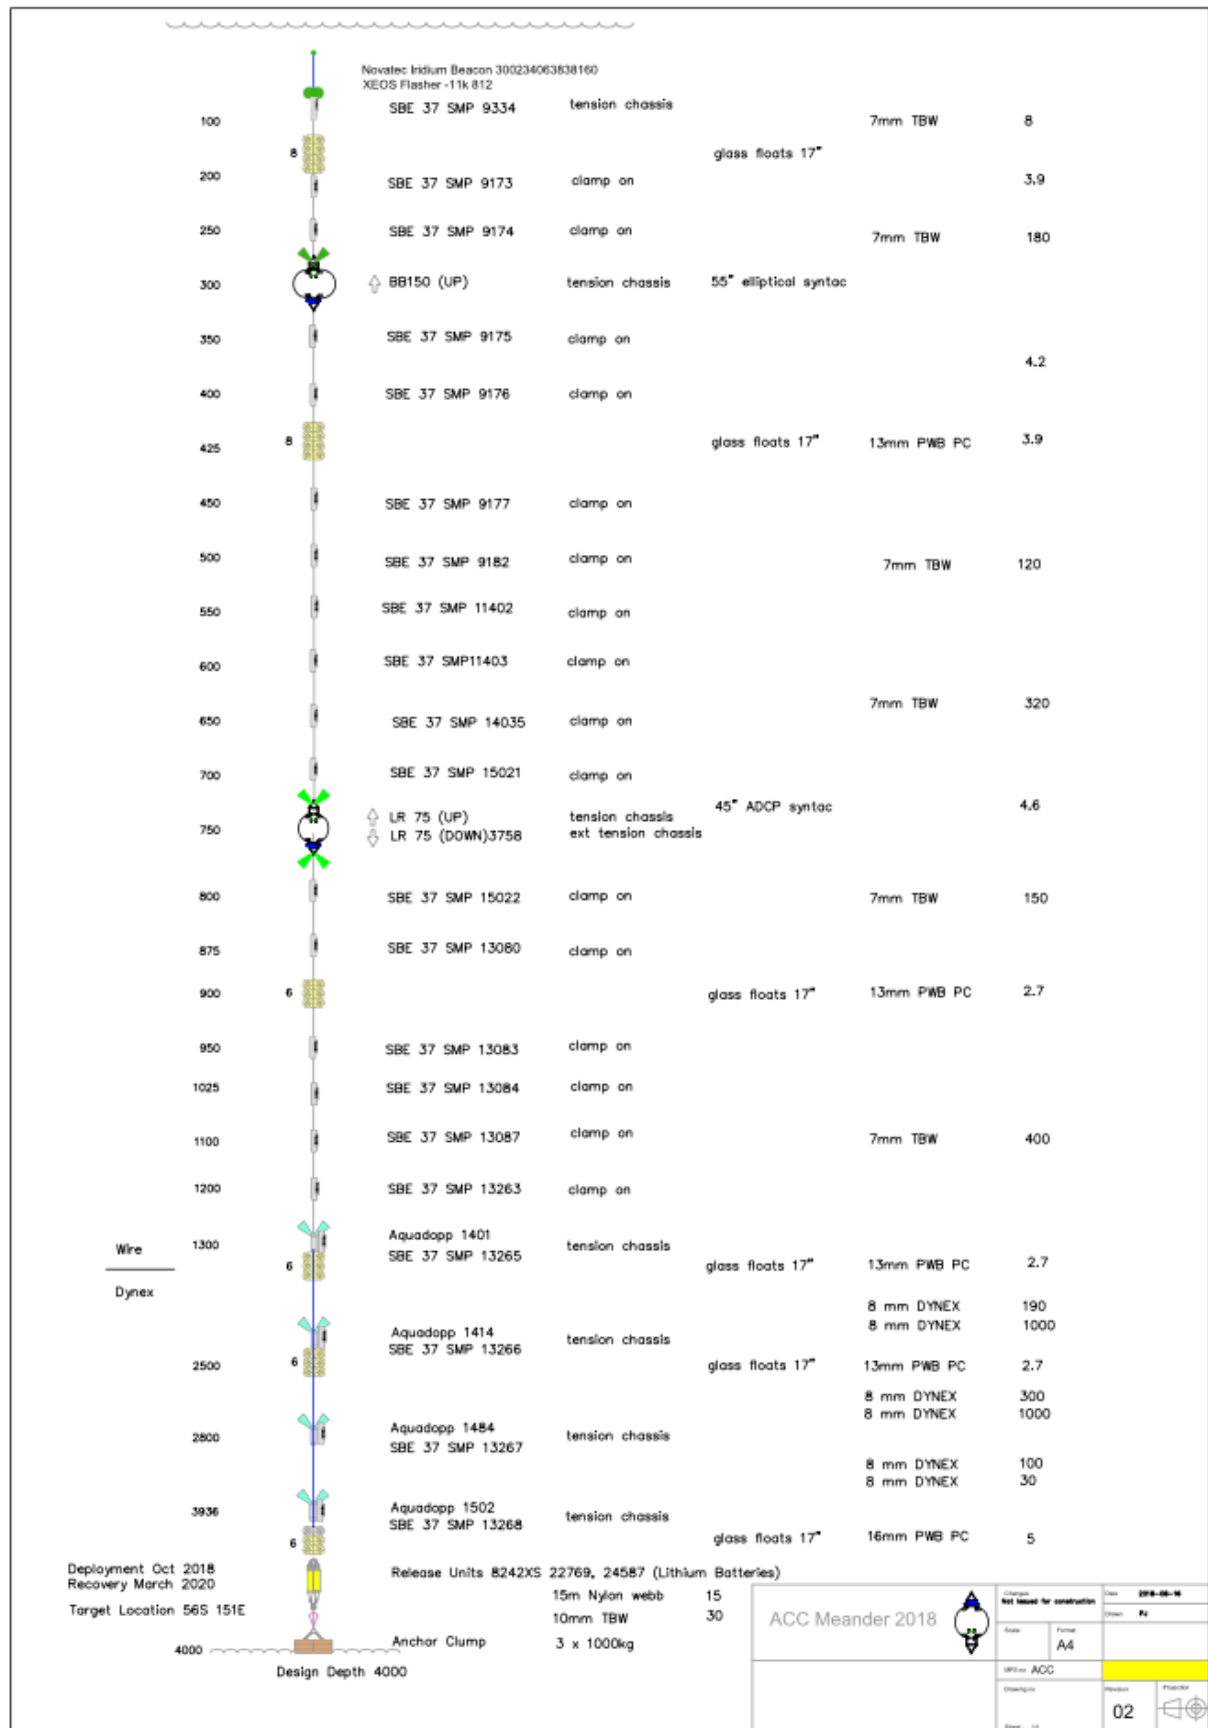 Novatec Iridium Beacon 300234063838160
XEOS Flasher -11k 812
SBE 37 SMP 9334 tension chassis
100 7mm TBW 8
8 glass floats 17"
200 SBE 37 SMP 9173 clamp on 3.9
250 SBE 37 SMP 9174 clamp on 7mm TBW 180
300 BB150 (UP) tension chassis 55" elliptical syntac
350 SBE 37 SMP 9175 clamp on
4.2
400 SBE 37 SMP 9176 clamp on
8 glass floats 17" 13mm PWB PC 3.9
425
450 SBE 37 SMP 9177 clamp on
500 SBE 37 SMP 9182 clamp on 7mm TBW 120
550 SBE 37 SMP 11402 clamp on
600 SBE 37 SMP11403 clamp on
7mm TBW 320
650 SBE 37 SMP 14035 clamp on
700 SBE 37 SMP 15021 clamp on
45" ADCP syntac 4.6
LR 75 (UP) tension chassis
750 LR 75 (DOWN)3758 ext tension chassis
800 SBE 37 SMP 15022 clamp on 7mm TBW 150
875 SBE 37 SMP 13080 clamp on
900 6 glass floats 17" 13mm PWB PC 2.7
950 SBE 37 SMP 13083 clamp on
1025 SBE 37 SMP 13084 clamp on
1100 SBE 37 SMP 13087 clamp on 7mm TBW 400
1200 SBE 37 SMP 13263 clamp on
Aquadopp 1401
Wire 1300 SBE 37 SMP 13265 tension chassis
6 glass floats 17" 13mm PWB PC 2.7
Dynex
8 mm DYNEX 190
8 mm DYNEX 1000
Aquadopp 1414
SBE 37 SMP 13266 tension chassis
2500 6 glass floats 17" 13mm PWB PC 2.7
8 mm DYNEX 300
8 mm DYNEX 1000
Aquadopp 1484
2800 SBE 37 SMP 13267 tension chassis
8 mm DYNEX 100
8 mm DYNEX 30
Aquadopp 1502
3936 SBE 37 SMP 13268 tension chassis
6 glass floats 17" 16mm PWB PC 5
Deployment Oct 2018
Recovery March 2020
Target Location 56S 151E
Release Units 8242XS 22769, 24587 (Lithium Batteries)
15m Nylon webb 15
10mm TBW 30
4000 Anchor Clump 3 x 1000kg
Design Depth 4000
ACC Meander 2018
Changes
Not issued for construction
Date
Drawn PJ
Scale
Format
A4
ACC
Drawing no
Revision
02
Projection